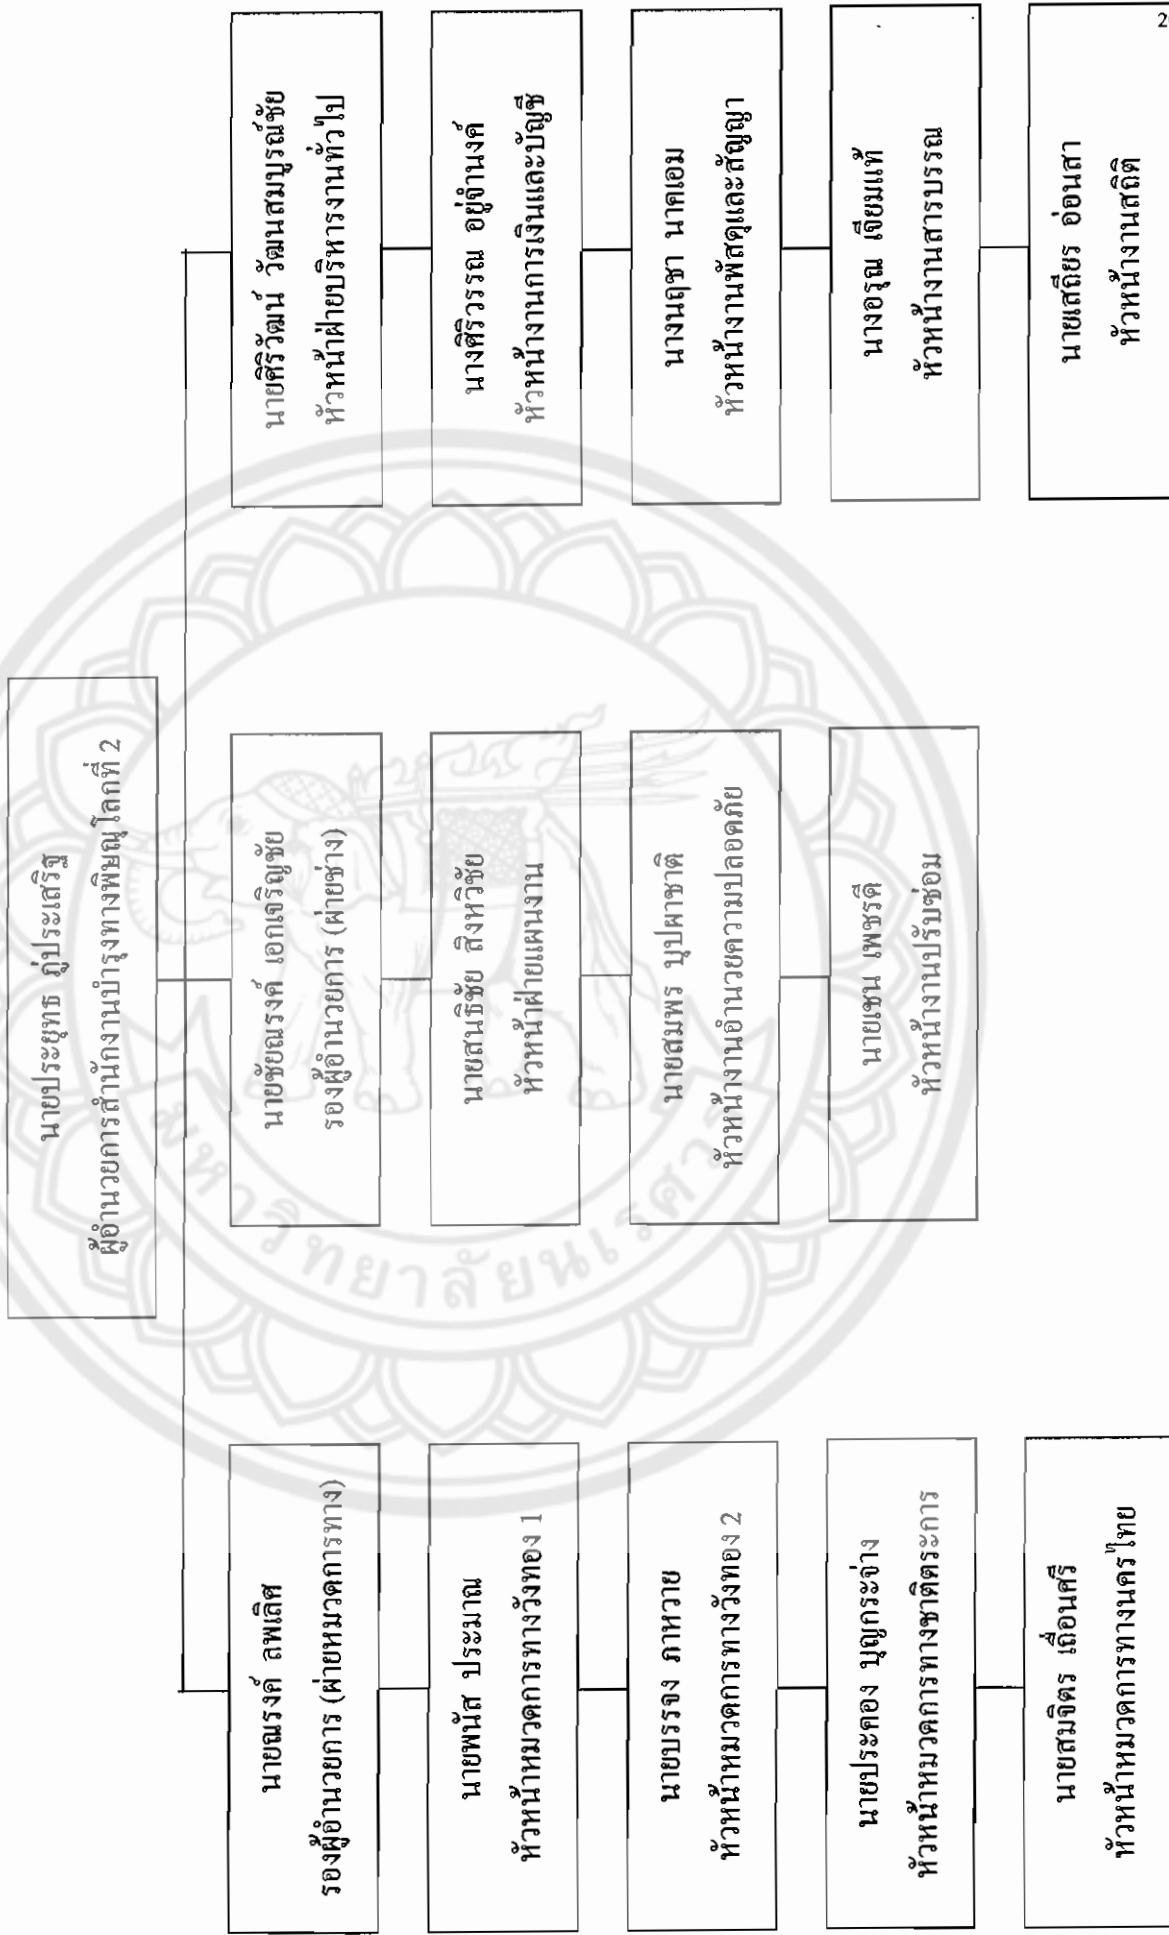 นายประยุทธ ภู่ประเสริฐ
ผู้อำนวยการสำนักงานบำรุงทางพิษณุโลกที่ 2
นายณรงค์ ลพเลิศ
รองผู้อำนวยการ (ฝ่ายหมวดการทาง)
นายพนัส ประมาณ
หัวหน้าหมวดการทางวังทอง 1
นายบรรจง ภาหวาย
หัวหน้าหมวดการทางวังทอง 2
นายประคอง บุญกระจ่าง
หัวหน้าหมวดการทางชาติตระการ
นายสมจิตร เถื่อนศรี
หัวหน้าหมวดการทางนครไทย
นายชัยณรงค์ เอกเจริญชัย
รองผู้อำนวยการ (ฝ่ายช่าง)
นายสนธิชัย สิงหวิชัย
หัวหน้าฝ่ายแผนงาน
นายสมพร บุปผาชาติ
หัวหน้างานอำนวยความปลอดภัย
นายเชน เพชรดี
หัวหน้างานปรับซ่อม
นายศิริวัฒน์ วัฒนสมบูรณ์ชัย
หัวหน้าฝ่ายบริหารงานทั่วไป
นางศิริวรรณ อยู่จำนงค์
หัวหน้างานการเงินและบัญชี
นางนฤชา นาคเอม
หัวหน้างานพัสดุและสัญญา
นางอรุณ เจียมแท้
หัวหน้างานสารบรรณ
นายเสถียร อ่อนสา
หัวหน้างานสถิติ
มหาวิทยาลัยนเรศวร